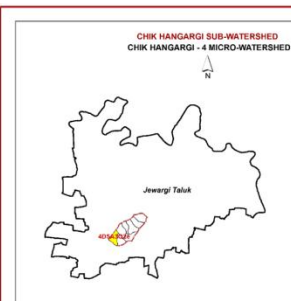 CHIK HANGARGI SUB-WATERSHED
CHIK HANGARGI - 4 MICRO-WATERSHED
N
Jewargi Taluk